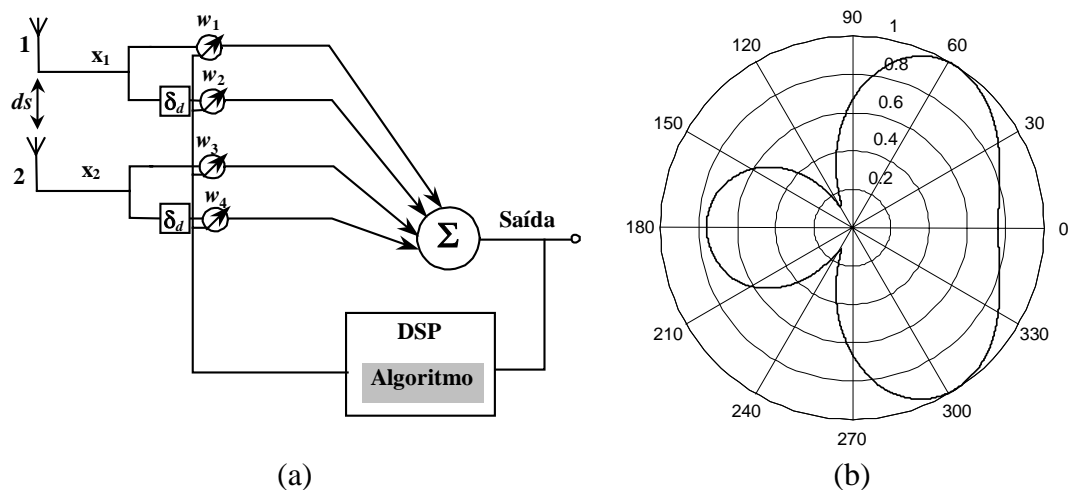 1
x₁
w₁
δd
w₂
ds
2
x₂
w₃
δd
w₄
Σ
Saída
DSP
Algoritmo
(a)
90
1
120
60
0.8
0.6
150
30
0.4
0.2
180
0
210
330
240
300
270
(b)